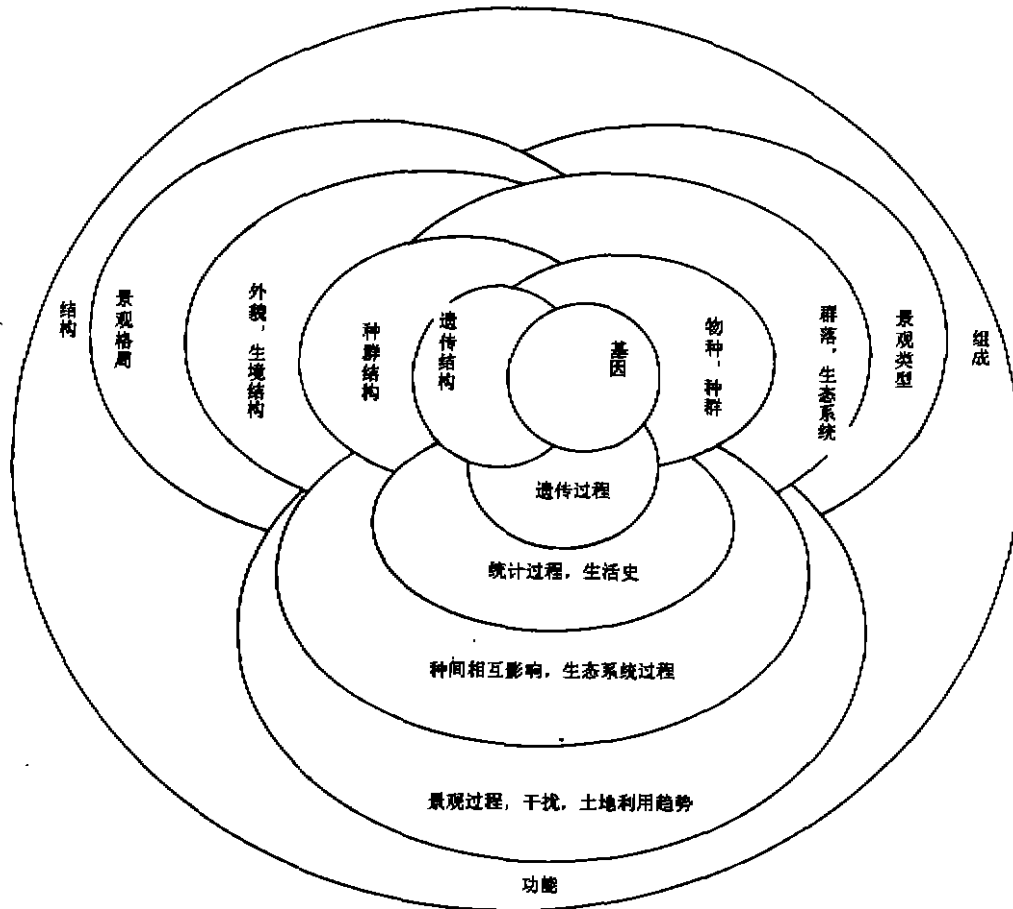 结构
景观格局
外貌，生境结构
种群结构
遗传结构
基因
物种，种群
群落，生态系统
景观类型
组成
遗传过程
统计过程，生活史
种间相互影响，生态系统过程
景观过程，干扰，土地利用趋势
功能